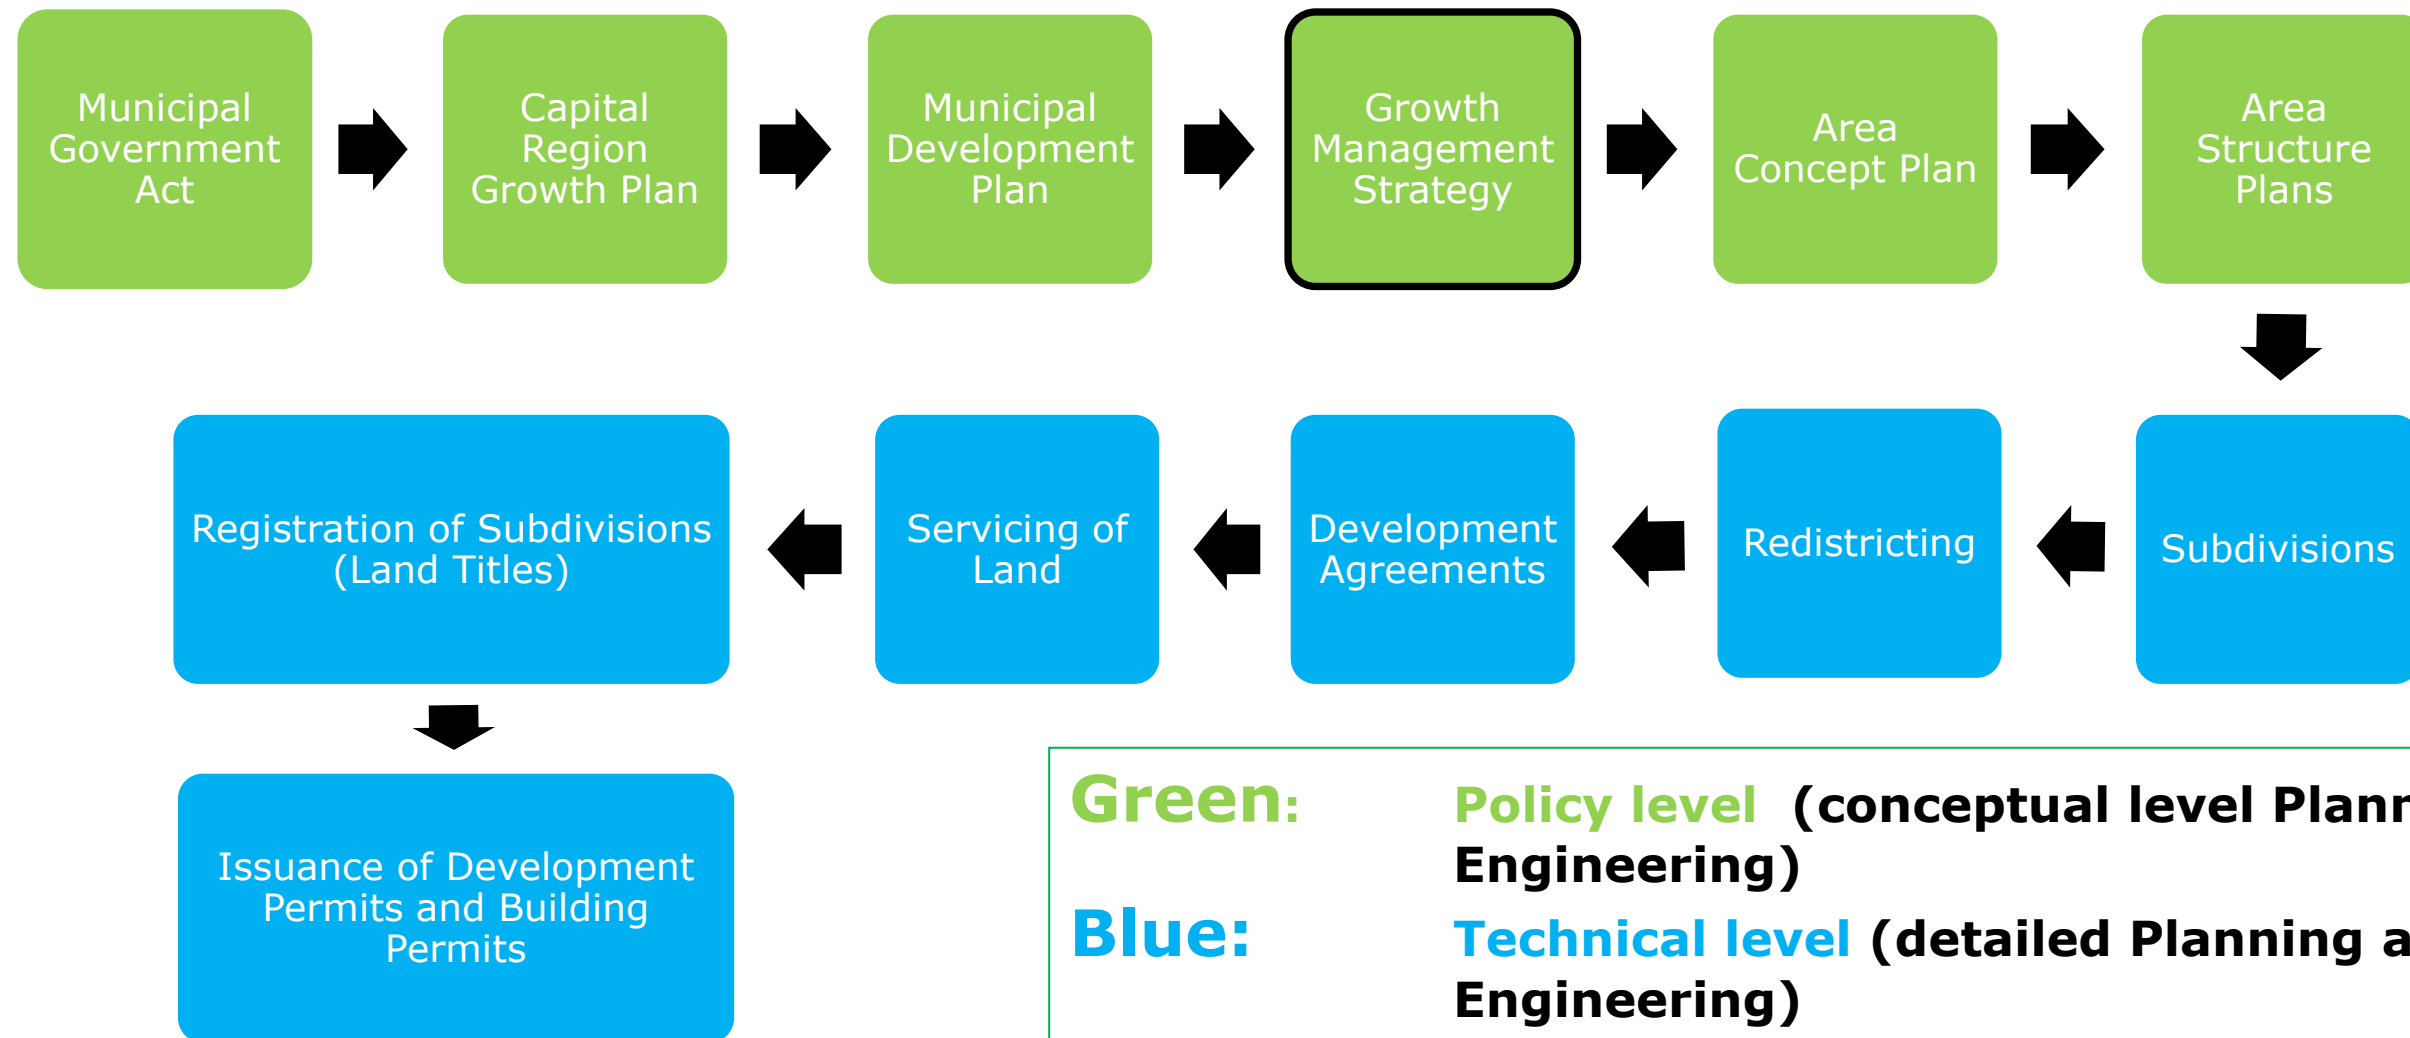 Municipal
Government
Act
Capital
Region
Growth Plan
Municipal
Development
Plan
Growth
Management
Strategy
Area
Concept Plan
Area
Structure
Plans
Registration of Subdivisions
(Land Titles)
Servicing of
Land
Development
Agreements
Redistricting
Subdivisions
Issuance of Development
Permits and Building
Permits
Green: Policy level (conceptual level
Engineering)
Blue: Technical level (detailed Planning
Engineering)